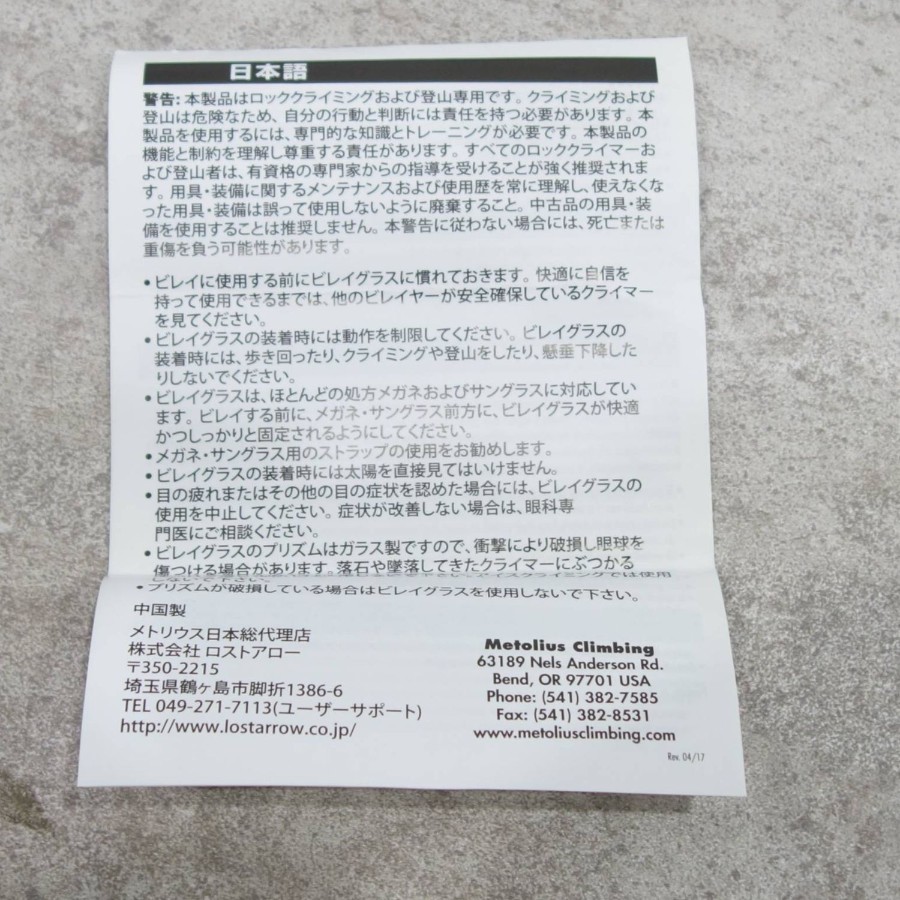 日本語
警告: 本製品はロッククライミングおよび登山専用です。クライミングおよび
登山は危険なため、自分の行動と判断には責任を持つ必要があります。本
製品を使用するには、専門的な知識とトレーニングが必要です。本製品の
機能と制約を理解し尊重する責任があります。すべてのロッククライマーお
よび登山者は、有資格の専門家からの指導を受けることが強く推奨されま
す。用具・装備に関するメンテナンスおよび使用歴を常に理解し、使えなくな
った用具・装備は誤って使用しないように廃棄すること。中古品の用具・装
備を使用することは推奨しません。本警告に従わない場合には、死亡または
重傷を負う可能性があります。
• ビレイに使用する前にビレイグラスに慣れておきます。快適に自信を
持って使用できるまでは、他のビレイヤーが安全確保しているクライマー
を見てください。
• ビレイグラスの装着時には動作を制限してください。ビレイグラスの
装着時には、歩き回ったり、クライミングや登山をしたり、懸垂下降した
りしないでください。
• ビレイグラスは、ほとんどの処方メガネおよびサングラスに対応してい
ます。ビレイする前に、メガネ・サングラス前方に、ビレイグラスが快適
かつしっかりと固定されるようにしてください。
• メガネ・サングラス用のストラップの使用をお勧めします。
• ビレイグラスの装着時には太陽を直接見てはいけません。
• 目の疲れまたはその他の目の症状を認めた場合には、ビレイグラスの
使用を中止してください。症状が改善しない場合は、眼科専
門医にご相談ください。
• ビレイグラスのプリズムはガラス製ですので、衝撃により破損し眼球を
傷つける場合があります。落石や墜落してきたクライマーにぶつかる
• プリズムが破損している場合はビレイグラスを使用しないで下さい。
中国製
メトリウス日本総代理店
株式会社 ロストアロー
〒350-2215
埼玉県鶴ヶ島市脚折1386-6
TEL 049-271-7113(ユーザーサポート)
http://www.lostarrow.co.jp/
Metolius Climbing
63189 Nels Anderson Rd.
Bend, OR 97701 USA
Phone: (541) 382-7585
Fax: (541) 382-8531
www.metoliusclimbing.com
Rev. 04/17